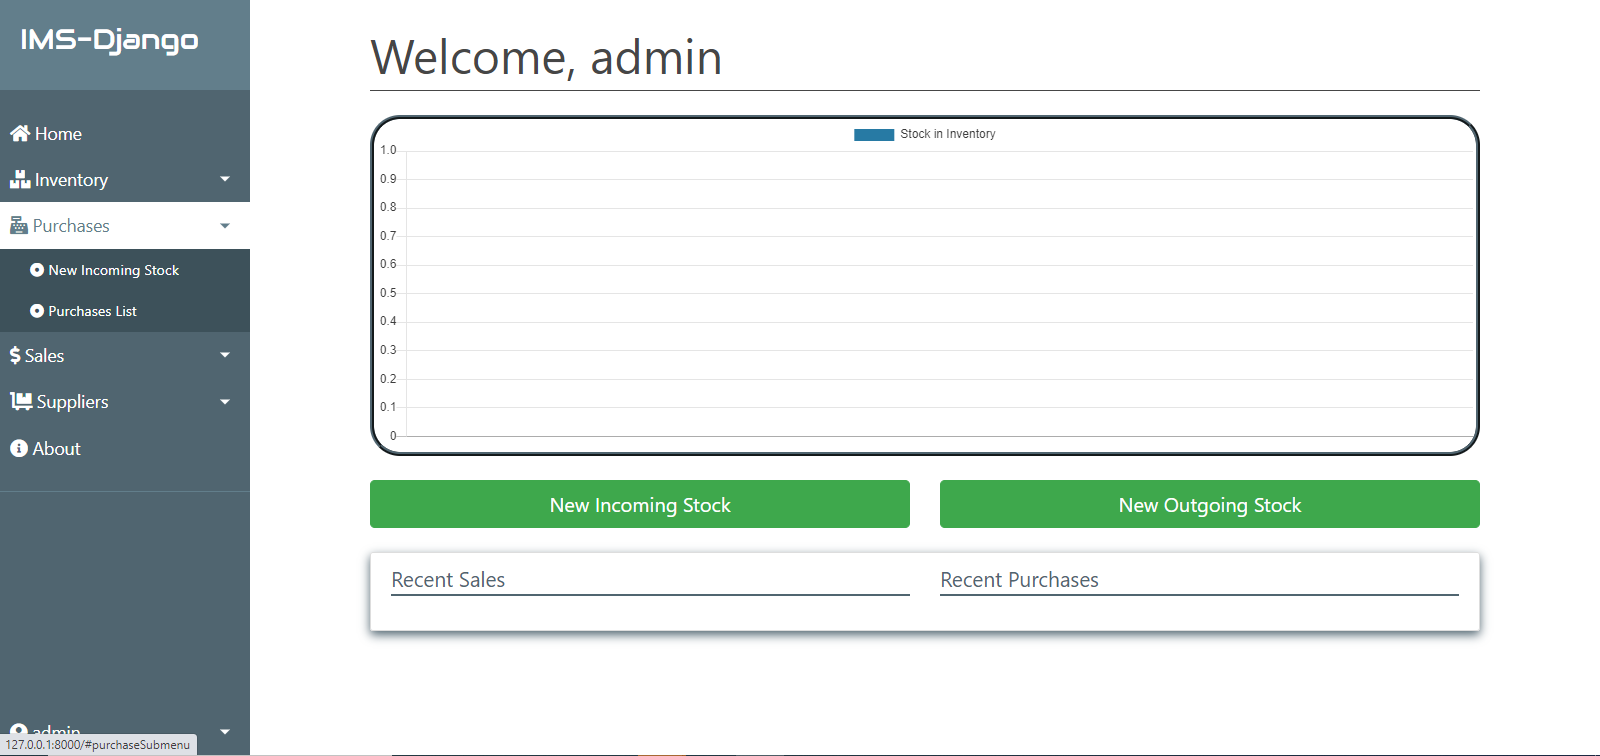 IMS-Django
Home
Inventory
Purchases
New Incoming Stock
Purchases List
Sales
Suppliers
About
admin
127.0.0.1:8000/#purchaseSubmenu
Welcome, admin
Stock in Inventory
1.0
0.9
0.8
0.7
0.6
0.5
0.4
0.3
0.2
0.1
0
New Incoming Stock
New Outgoing Stock
Recent Sales
Recent Purchases